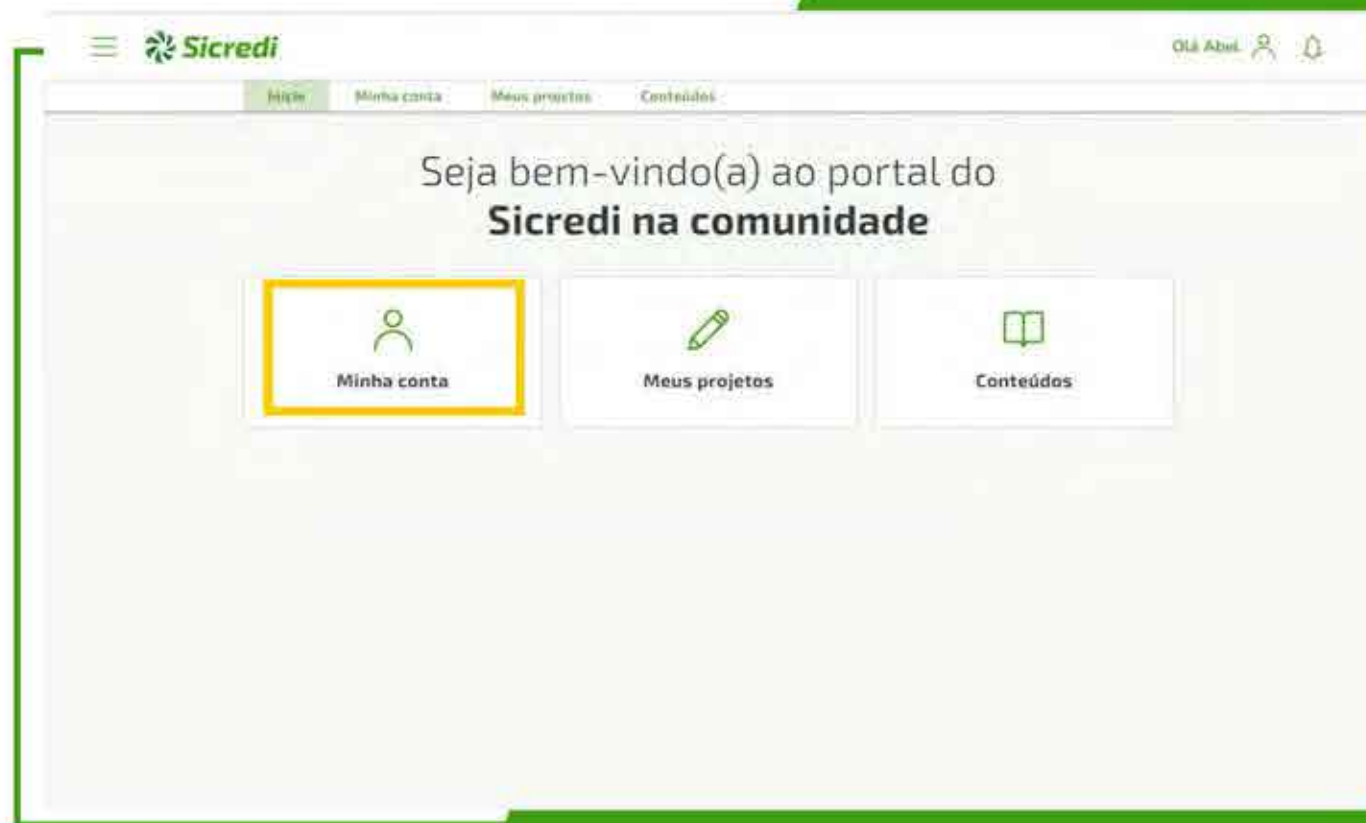 Sicredi
Olá Abel
Início
Minha conta
Meus projetos
Conteúdos
Seja bem-vindo(a) ao portal do
Sicredi na comunidade
Minha conta
Meus projetos
Conteúdos